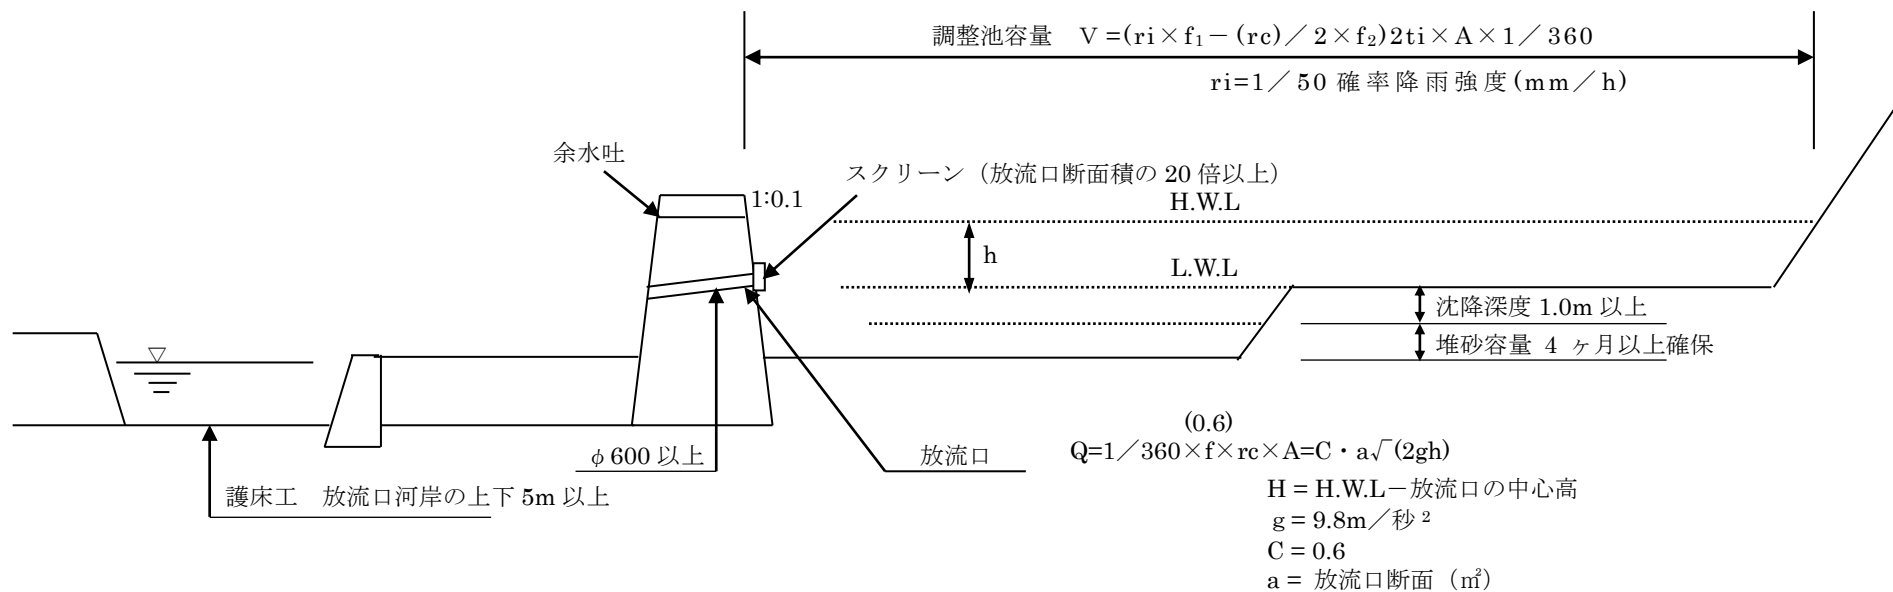 調整池容量 V=(ri×f₁－(rc)／2×f₂)2ti×A×1／360
ri=1／50 確率降雨強度(mm／h)
余水吐
スクリーン（放流口断面積の 20 倍以上）
1:0.1
H.W.L
h
L.W.L
沈降深度 1.0m 以上
堆砂容量 4 ヶ月以上確保
▽
(0.6)
Q=1／360×f×rc×A=C・a√‾(2gh)
φ600 以上
放流口
護床工 放流口河岸の上下 5m 以上
H = H.W.L－放流口の中心高
g = 9.8m／秒²
C = 0.6
a = 放流口断面（㎡）